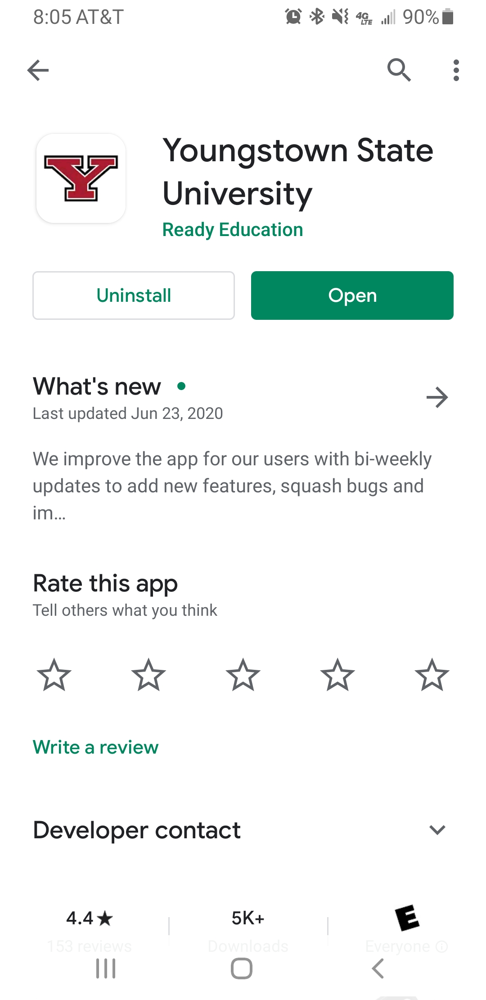 8:05 AT&T 4G LTE 90%
Y
Youngstown State
University
Ready Education
Uninstall
Open
What's new
Last updated Jun 23, 2020
We improve the app for our users with bi-weekly
updates to add new features, squash bugs and
im...
Rate this app
Tell others what you think
Write a review
Developer contact
4.4★ 5K+ E
153 reviews Downloads Everyone